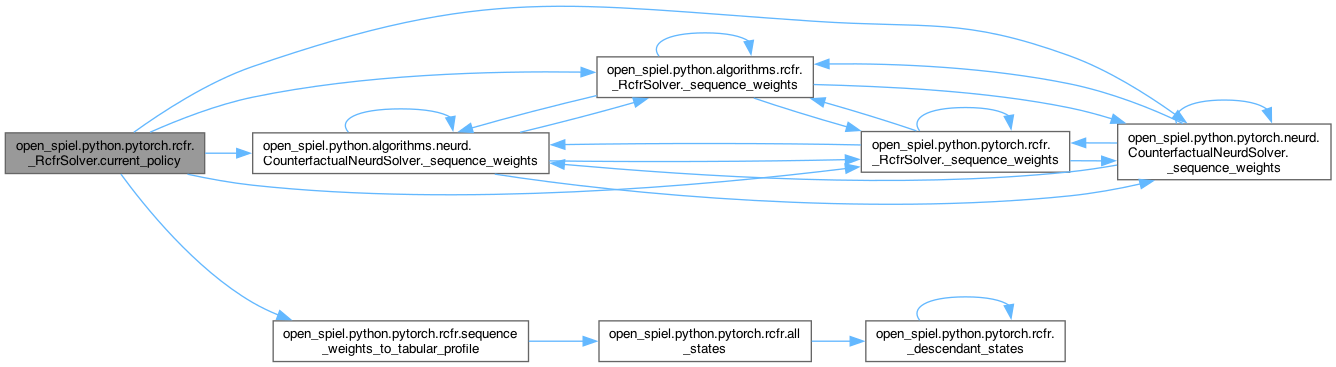 open_spiel.python.pytorch.rcfr.
_RcfrSolver.current_policy
open_spiel.python.algorithms.neurd.
CounterfactualNeurdSolver._sequence_weights
open_spiel.python.algorithms.rcfr.
_RcfrSolver._sequence_weights
open_spiel.python.pytorch.rcfr.
_RcfrSolver._sequence_weights
open_spiel.python.pytorch.neurd.
CounterfactualNeurdSolver.
_sequence_weights
open_spiel.python.pytorch.rcfr.sequence
_weights_to_tabular_profile
open_spiel.python.pytorch.rcfr.all
_states
open_spiel.python.pytorch.rcfr.
_descendant_states